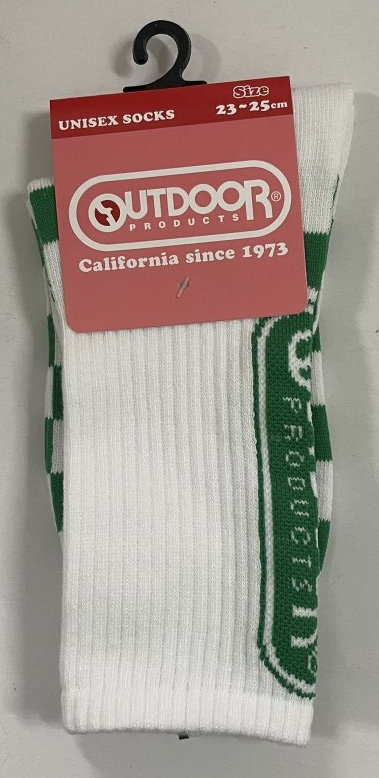 Size
UNISEX SOCKS 23~25cm
OUTDOOR®
PRODUCTS
California since 1973
PRODUCTS